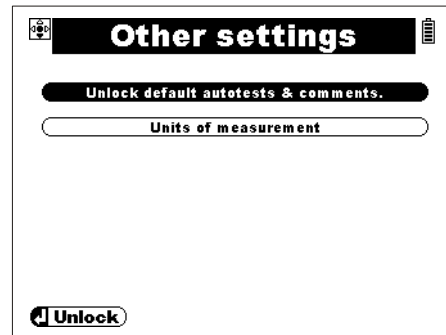 Other settings
Unlock default autotests & comments.
Units of measurement
Unlock